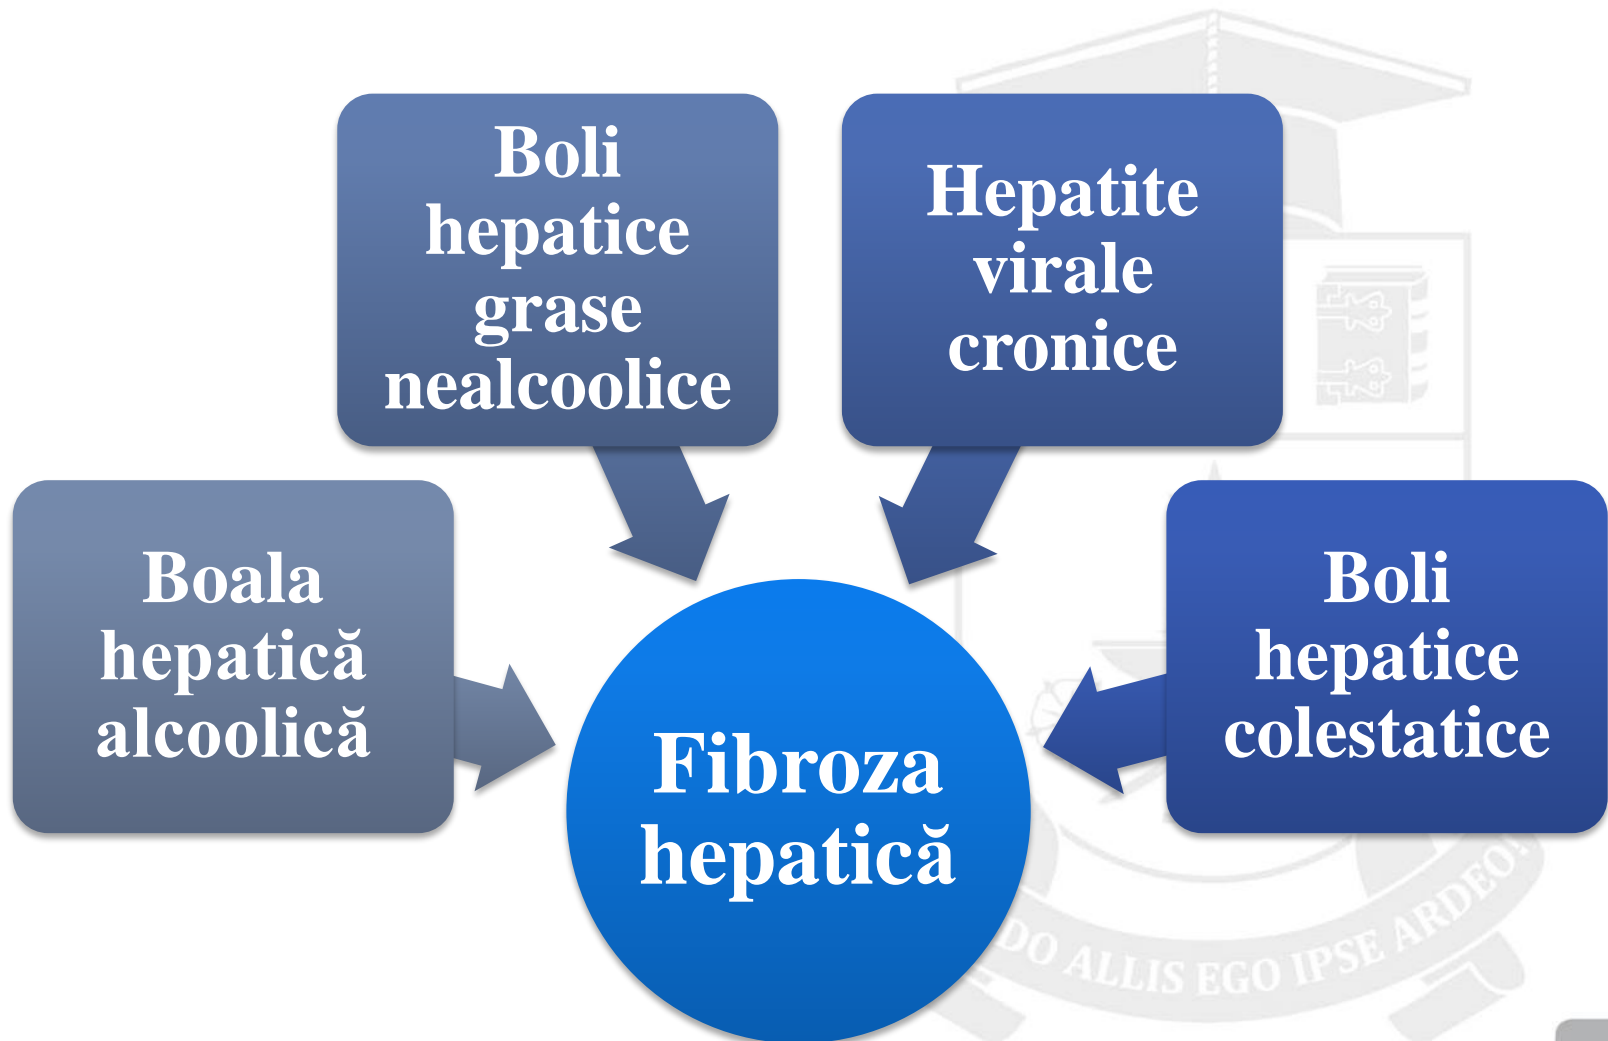 Boli
hepatice
grase
nealcoolice
Hepatite
virale
cronice
Boala
hepatică
alcoolică
Boli
hepatice
colestatice
Fibroza
hepatică
DO ALLIS EGO IPSE ARDEO!